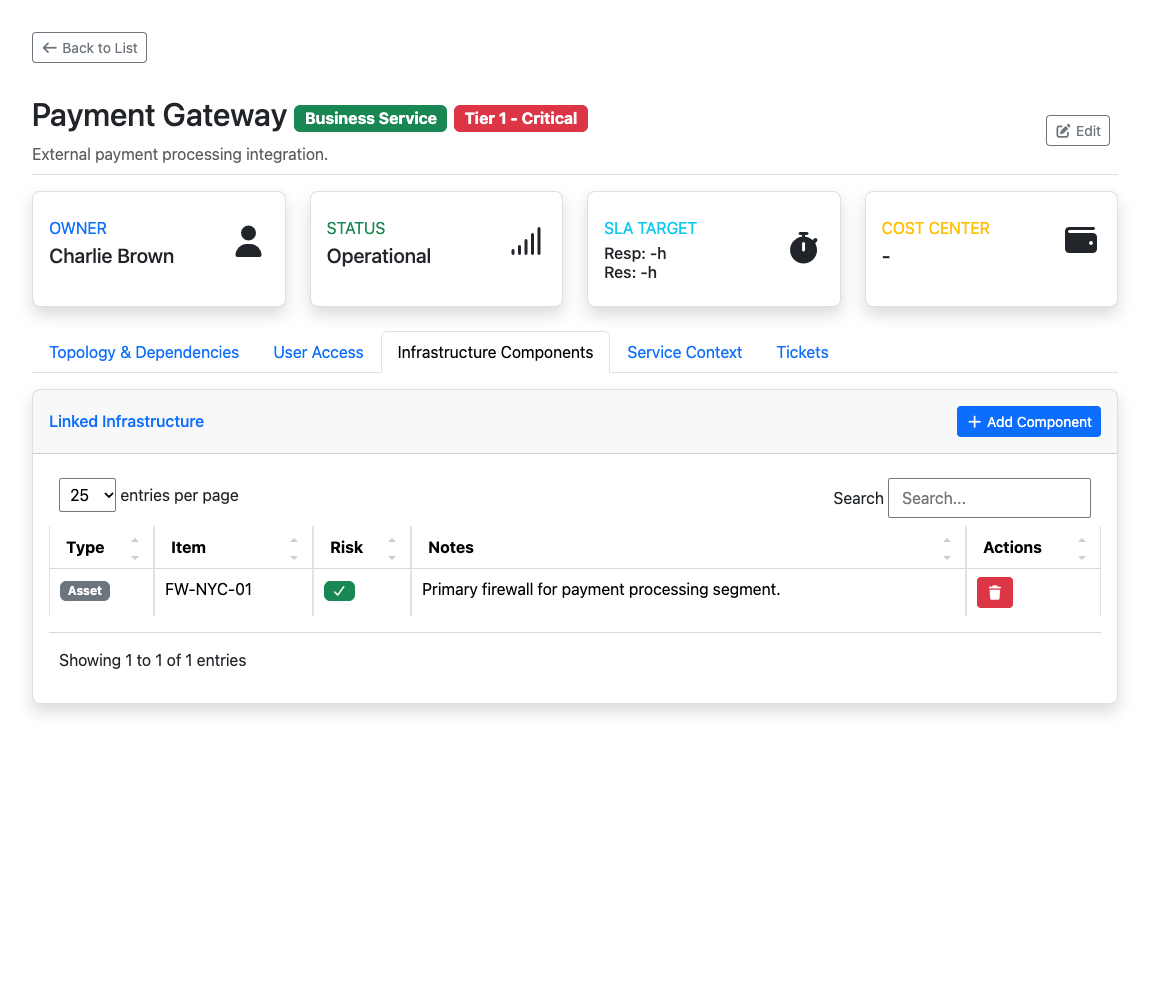 Back to List
Payment Gateway Business Service Tier 1 - Critical
Edit
External payment processing integration.
OWNER
Charlie Brown
STATUS
Operational
SLA TARGET
Resp: -h
Res: -h
COST CENTER
-
Topology & Dependencies User Access Infrastructure Components Service Context Tickets
Linked Infrastructure
Add Component
25 entries per page
Search Search...
Type Item Risk Notes Actions
Asset FW-NYC-01 Primary firewall for payment processing segment.
Showing 1 to 1 of 1 entries